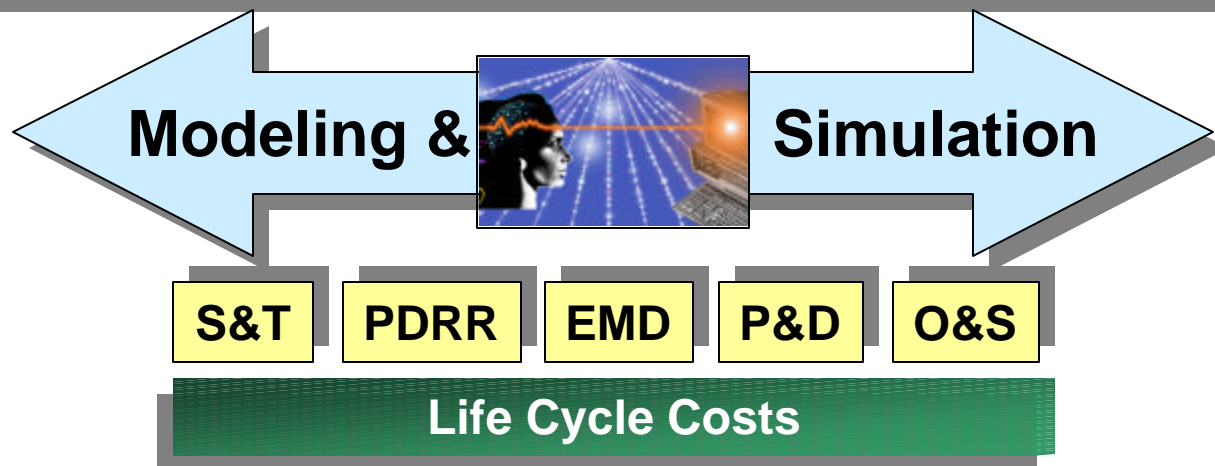 Modeling & Simulation
S&T PDRR EMD P&D O&S
Life Cycle Costs